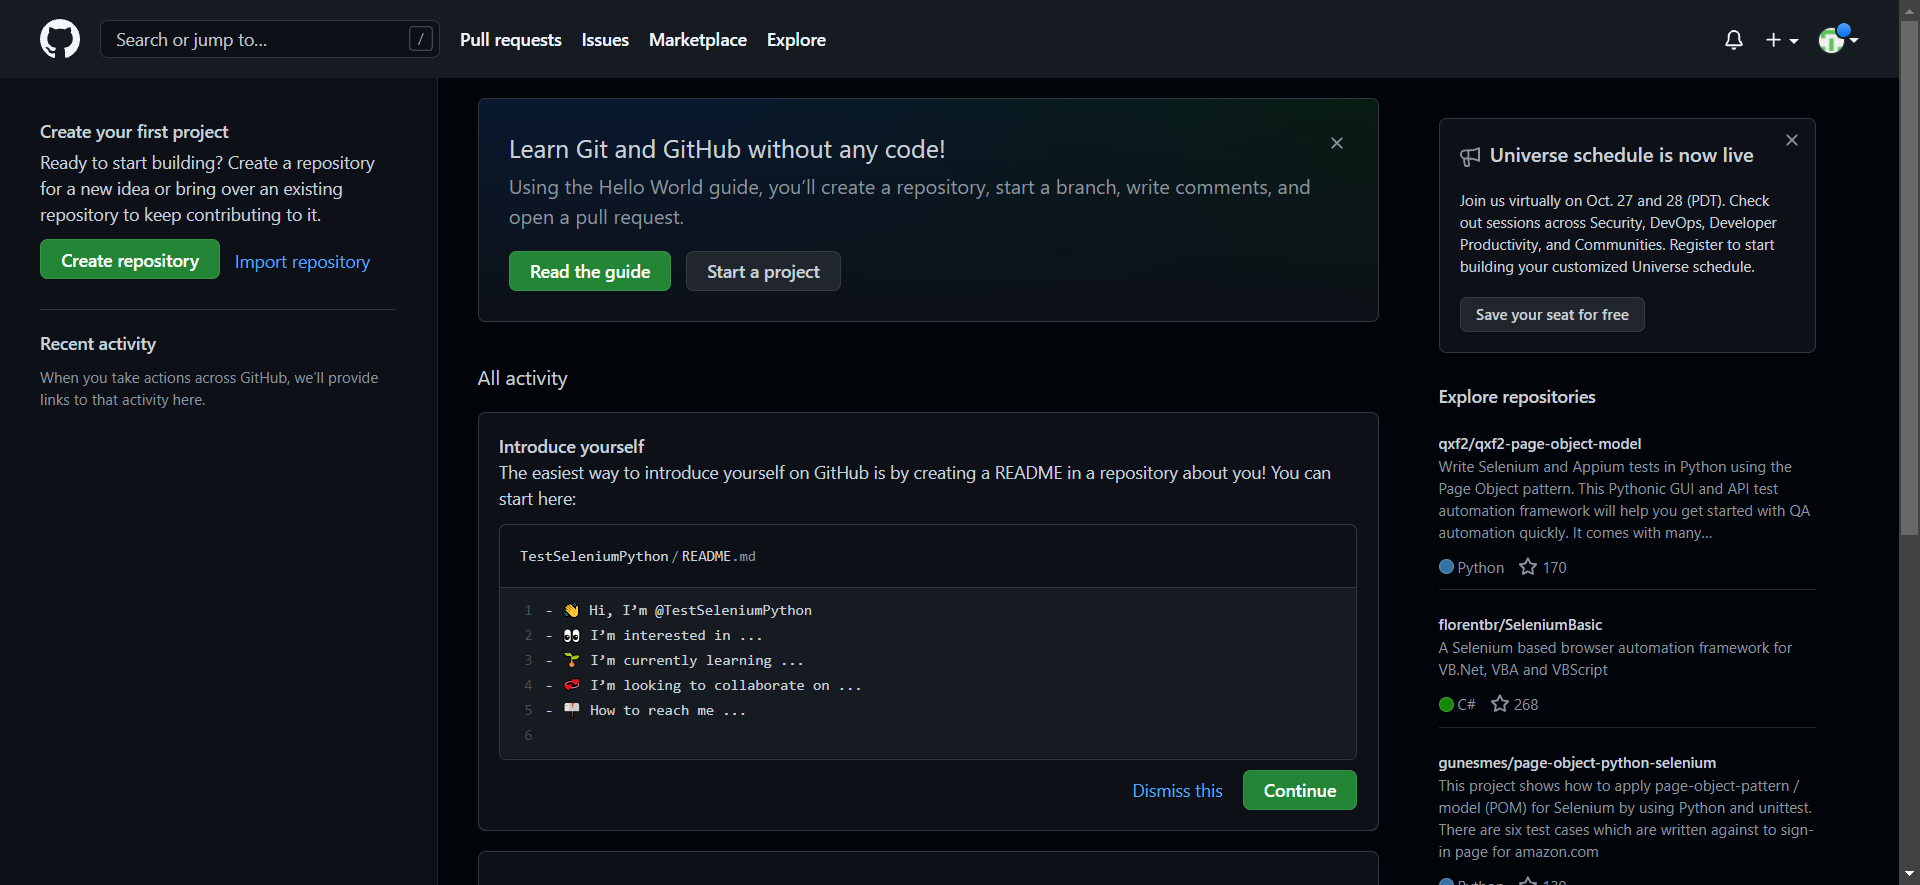 Search or jump to... /
Pull requests
Issues
Marketplace
Explore
Create your first project
Ready to start building? Create a repository
for a new idea or bring over an existing
repository to keep contributing to it.
Create repository
Import repository
Recent activity
When you take actions across GitHub, we’ll provide
links to that activity here.
Learn Git and GitHub without any code!
Using the Hello World guide, you’ll create a repository, start a branch, write comments, and
open a pull request.
Read the guide
Start a project
All activity
Introduce yourself
The easiest way to introduce yourself on GitHub is by creating a README in a repository about you! You can
start here:
TestSeleniumPython/README.md
1 - 👋 Hi, I’m @TestSeleniumPython
2 - 👀 I’m interested in ...
3 - 🌱 I’m currently learning ...
4 - 💞️ I’m looking to collaborate on ...
5 - 📫 How to reach me ...
6
Dismiss this
Continue
Universe schedule is now live
Join us virtually on Oct. 27 and 28 (PDT). Check
out sessions across Security, DevOps, Developer
Productivity, and Communities. Register to start
building your customized Universe schedule.
Save your seat for free
Explore repositories
qxf2/qxf2-page-object-model
Write Selenium and Appium tests in Python using the
Page Object pattern. This Pythonic GUI and API test
automation framework will help you get started with QA
automation quickly. It comes with many...
Python 170
florentbr/SeleniumBasic
A Selenium based browser automation framework for
VB.Net, VBA and VBScript
C# 268
gunesmes/page-object-python-selenium
This project shows how to apply page-object-pattern /
model (POM) for Selenium by using Python and unittest.
There are six test cases which are written against to sign-
in page for amazon.com
Python